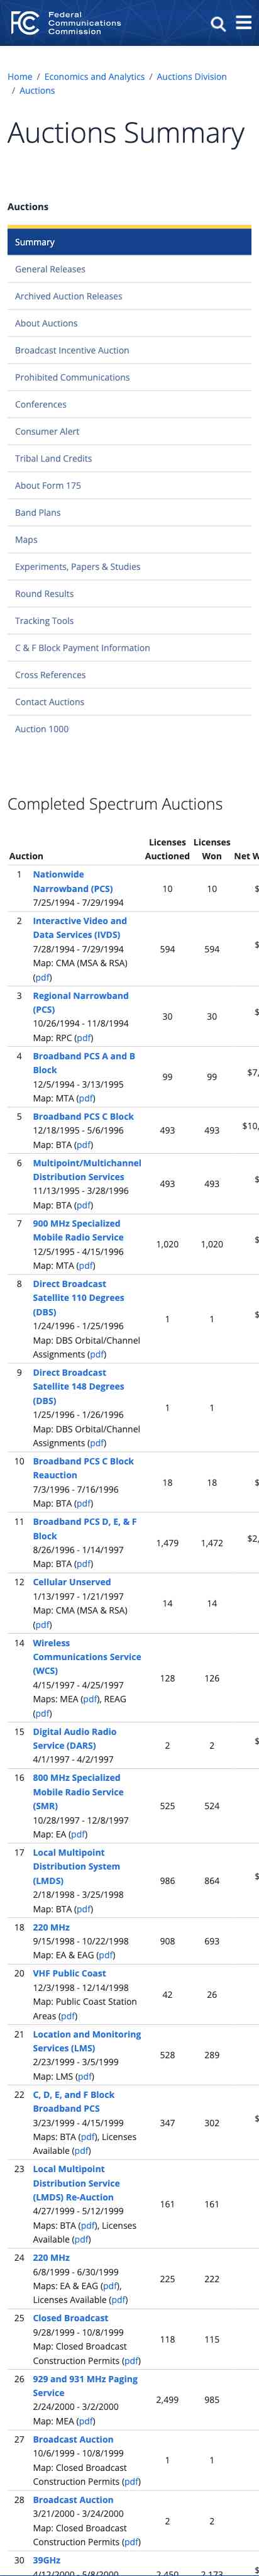 Federal
Communications
Commission
Home / Economics and Analytics / Auctions Division
/ Auctions
Auctions Summary
Auctions
Summary
General Releases
Archived Auction Releases
About Auctions
Broadcast Incentive Auction
Prohibited Communications
Conferences
Consumer Alert
Tribal Land Credits
About Form 175
Band Plans
Maps
Experiments, Papers & Studies
Round Results
Tracking Tools
C & F Block Payment Information
Cross References
Contact Auctions
Auction 1000
Completed Spectrum Auctions
Licenses Licenses
Auction Auctioned Won Net W
1 Nationwide
Narrowband (PCS) 10 10 $
7/25/1994 - 7/29/1994
2 Interactive Video and
Data Services (IVDS)
7/28/1994 - 7/29/1994 594 594 $
Map: CMA (MSA & RSA)
(pdf)
3 Regional Narrowband
(PCS)
10/26/1994 - 11/8/1994 30 30 $
Map: RPC (pdf)
4 Broadband PCS A and B
Block
12/5/1994 - 3/13/1995 99 99 $7,
Map: MTA (pdf)
5 Broadband PCS C Block
12/18/1995 - 5/6/1996 493 493 $10,
Map: BTA (pdf)
6 Multipoint/Multichannel
Distribution Services
11/13/1995 - 3/28/1996 493 493 $
Map: BTA (pdf)
7 900 MHz Specialized
Mobile Radio Service
12/5/1995 - 4/15/1996 1,020 1,020 $
Map: MTA (pdf)
8 Direct Broadcast
Satellite 110 Degrees
(DBS)
1/24/1996 - 1/25/1996 1 1 $
Map: DBS Orbital/Channel
Assignments (pdf)
9 Direct Broadcast
Satellite 148 Degrees
(DBS)
1/25/1996 - 1/26/1996 1 1
Map: DBS Orbital/Channel
Assignments (pdf)
10 Broadband PCS C Block
Reauction
7/3/1996 - 7/16/1996 18 18 $
Map: BTA (pdf)
11 Broadband PCS D, E, & F
Block
8/26/1996 - 1/14/1997 1,479 1,472 $2,
Map: BTA (pdf)
12 Cellular Unserved
1/13/1997 - 1/21/1997
Map: CMA (MSA & RSA) 14 14
(pdf)
14 Wireless
Communications Service
(WCS)
4/15/1997 - 4/25/1997 128 126
Maps: MEA (pdf), REAG
(pdf)
15 Digital Audio Radio
Service (DARS) 2 2 $
4/1/1997 - 4/2/1997
16 800 MHz Specialized
Mobile Radio Service
(SMR) 525 524
10/28/1997 - 12/8/1997
Map: EA (pdf)
17 Local Multipoint
Distribution System
(LMDS) 986 864 $
2/18/1998 - 3/25/1998
Map: BTA (pdf)
18 220 MHz
9/15/1998 - 10/22/1998 908 693
Map: EA & EAG (pdf)
20 VHF Public Coast
12/3/1998 - 12/14/1998
Map: Public Coast Station 42 26
Areas (pdf)
21 Location and Monitoring
Services (LMS)
2/23/1999 - 3/5/1999 528 289
Map: LMS (pdf)
22 C, D, E, and F Block
Broadband PCS
3/23/1999 - 4/15/1999 347 302 $
Maps: BTA (pdf), Licenses
Available (pdf)
23 Local Multipoint
Distribution Service
(LMDS) Re-Auction
4/27/1999 - 5/12/1999 161 161
Maps: BTA (pdf), Licenses
Available (pdf)
24 220 MHz
6/8/1999 - 6/30/1999
Maps: EA & EAG (pdf), 225 222
Licenses Available (pdf)
25 Closed Broadcast
9/28/1999 - 10/8/1999
Map: Closed Broadcast 118 115
Construction Permits (pdf)
26 929 and 931 MHz Paging
Service
2/24/2000 - 3/2/2000 2,499 985
Map: MEA (pdf)
27 Broadcast Auction
10/6/1999 - 10/8/1999
Map: Closed Broadcast 1 1
Construction Permits (pdf)
28 Broadcast Auction
3/21/2000 - 3/24/2000
Map: Closed Broadcast 2 2
Construction Permits (pdf)
30 39GHz $
4/12/2000 - 5/8/2000 2,450 2,173